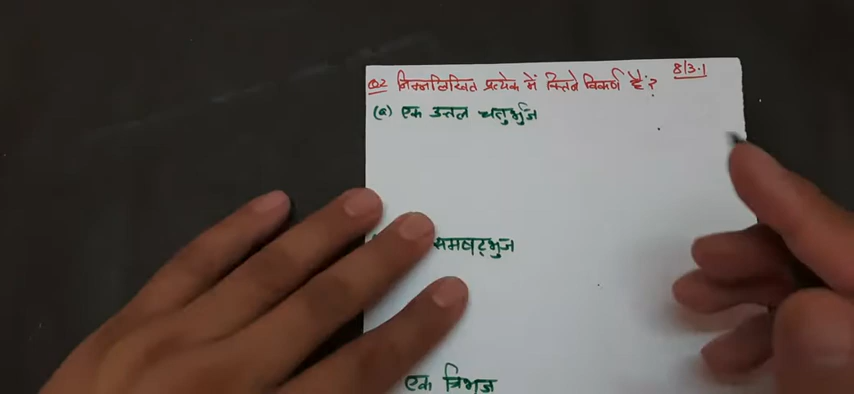 8/3.1
Q2 निम्नलिखित प्रत्येक में कितने विकर्ण हैं?
(a) एक उत्तल चतुर्भुज
समषट्भुज
एक त्रिभुज